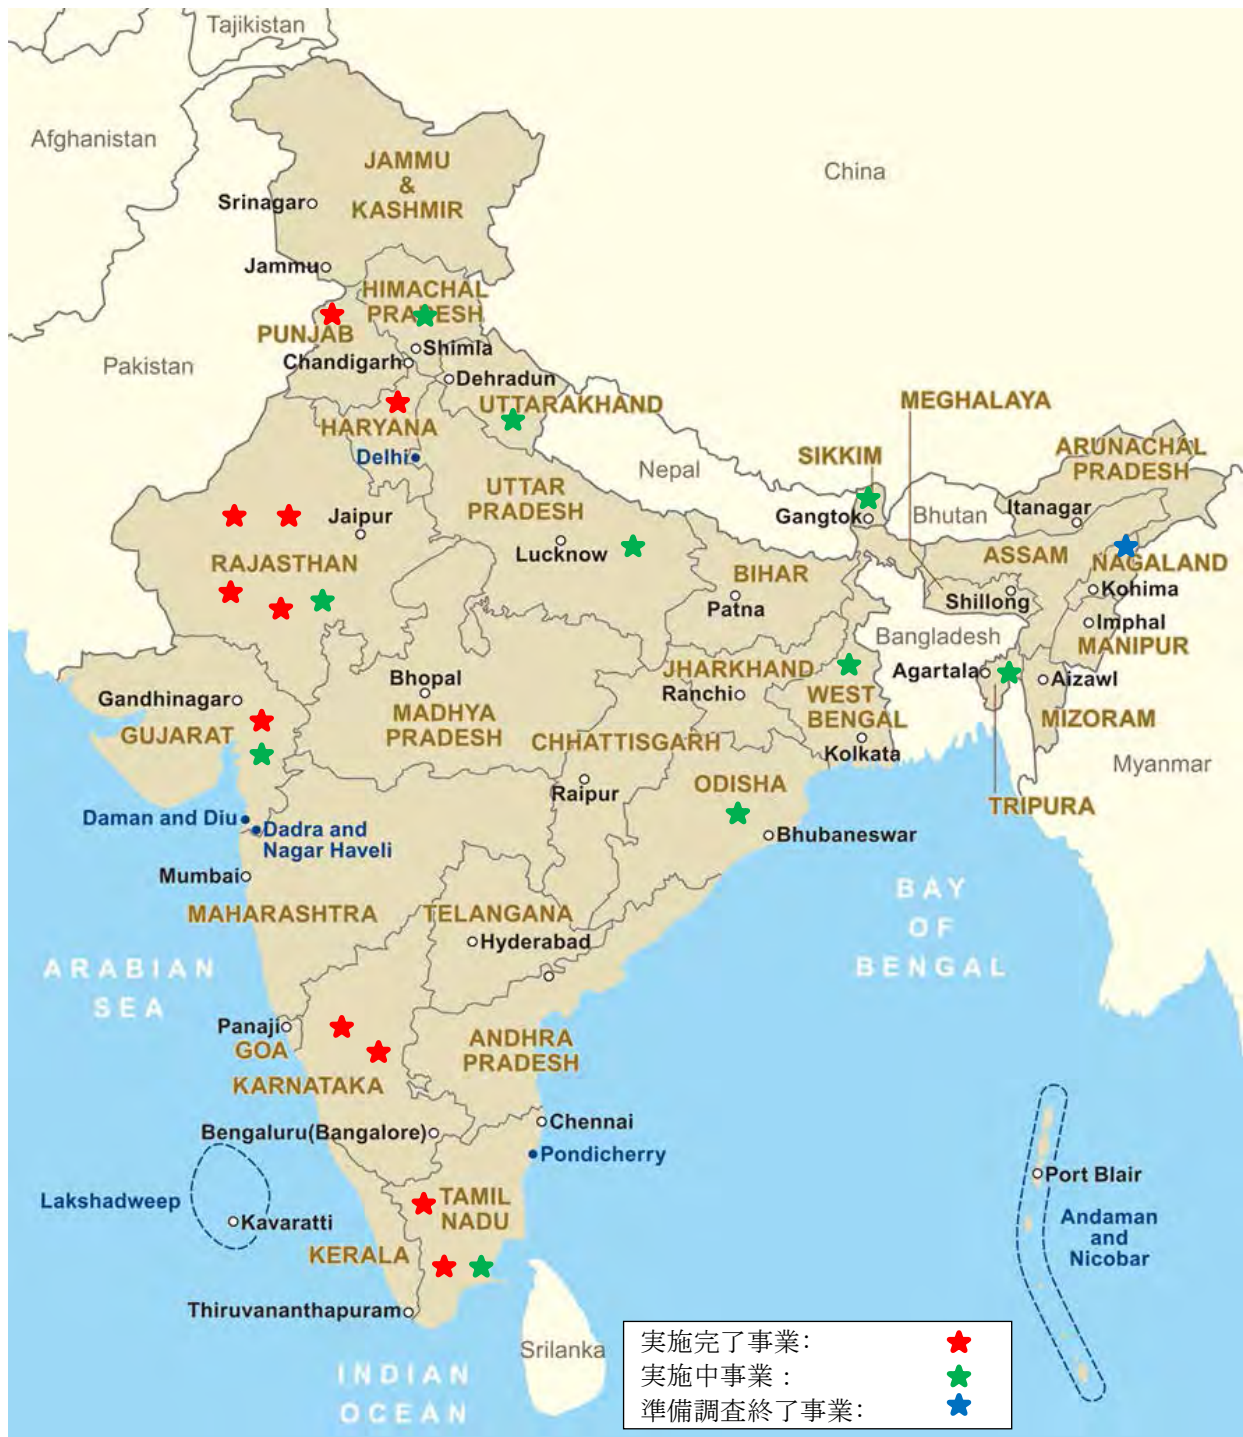 Tajikistan
Afghanistan
China
JAMMU
&
KASHMIR
Srinagar
Jammu
HIMACHAL
PRADESH
PUNJAB
Shimla
Chandigarh
Pakistan
Dehradun
UTTARAKHAND
HARYANA
Delhi
MEGHALAYA
ARUNACHAL
PRADESH
SIKKIM
Nepal
UTTAR
PRADESH
Gangtok
Bhutan
Itanagar
Jaipur
Lucknow
RAJASTHAN
BIHAR
ASSAM
NAGALAND
Patna
Shillong
Kohima
Imphal
Bangladesh
MANIPUR
JHARKHAND
Agartala
Aizawl
Bhopal
Ranchi
Gandhinagar
WEST
BENGAL
MADHYA
PRADESH
MIZORAM
GUJARAT
CHHATTISGARH
Kolkata
Myanmar
Raipur
ODISHA
TRIPURA
Daman and Diu
Dadra and
Nagar Haveli
Bhubaneswar
Mumbai
MAHARASHTRA
TELANGANA
Hyderabad
BAY
OF
BENGAL
ARABIAN
SEA
Panaji
GOA
ANDHRA
PRADESH
KARNATAKA
Chennai
Bengaluru(Bangalore)
Pondicherry
Lakshadweep
Kavaratti
TAMIL
NADU
Port Blair
Andaman
and
Nicobar
KERALA
Thiruvananthapuram
Srilanka
INDIAN
OCEAN
実施完了事業:
実施中事業 :
準備調査終了事業: